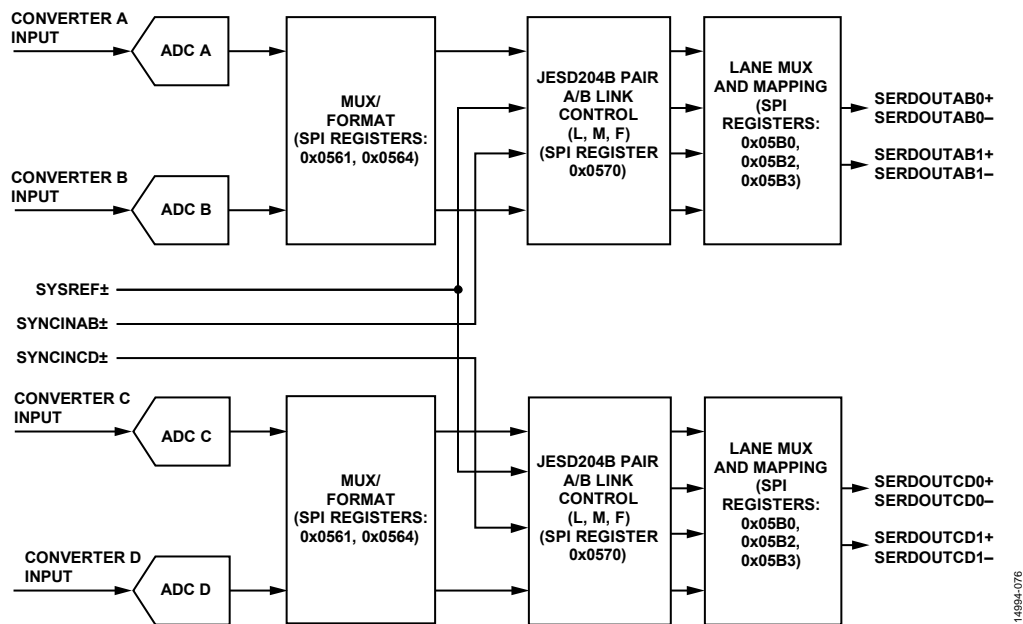 CONVERTER A
INPUT
ADC A
MUX/
FORMAT
(SPI REGISTERS:
0x0561, 0x0564)
JESD204B PAIR
A/B LINK
CONTROL
(L, M, F)
(SPI REGISTER
0x0570)
LANE MUX
AND MAPPING
(SPI
REGISTERS:
0x05B0,
0x05B2,
0x05B3)
SERDOUTAB0+
SERDOUTAB0–
SERDOUTAB1+
SERDOUTAB1–
CONVERTER B
INPUT
ADC B
SYSREF±
SYNCINAB±
SYNCINCD±
CONVERTER C
INPUT
ADC C
MUX/
FORMAT
(SPI REGISTERS:
0x0561, 0x0564)
JESD204B PAIR
A/B LINK
CONTROL
(L, M, F)
(SPI REGISTER
0x0570)
LANE MUX
AND MAPPING
(SPI
REGISTERS:
0x05B0,
0x05B2,
0x05B3)
SERDOUTCD0+
SERDOUTCD0–
SERDOUTCD1+
SERDOUTCD1–
CONVERTER D
INPUT
ADC D
14994-076